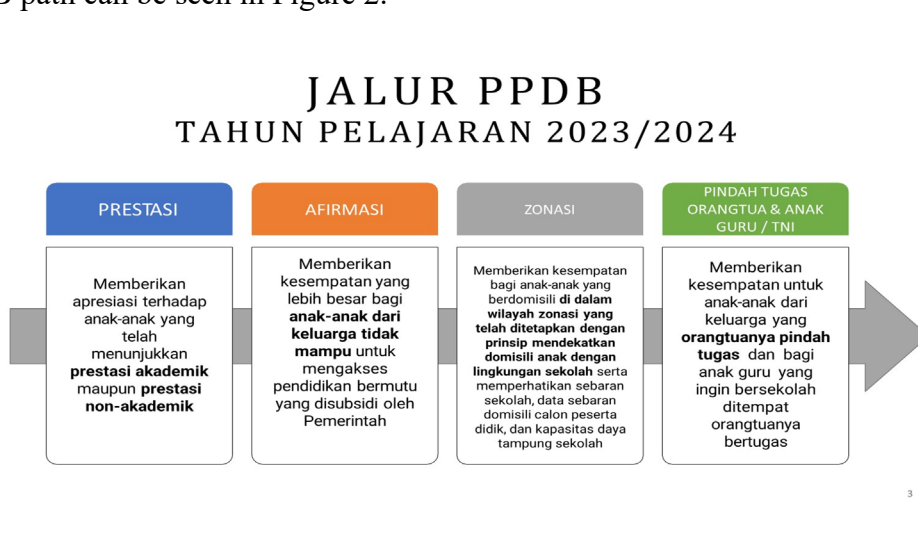 path can be seen in Figure 2.
JALUR PPDB
TAHUN PELAJARAN 2023/2024
PRESTASI
Memberikan
apresiasi terhadap
anak-anak yang
telah
menunjukkan
prestasi akademik
maupun prestasi
non-akademik
AFIRMASI
Memberikan
kesempatan yang
lebih besar bagi
anak-anak dari
keluarga tidak
mampu untuk
mengakses
pendidikan bermutu
yang disubsidi oleh
Pemerintah
ZONASI
Memberikan kesempatan
bagi anak-anak yang
berdomisili di dalam
wilayah zonasi yang
telah ditetapkan dengan
prinsip mendekatkan
domisili anak dengan
lingkungan sekolah serta
memperhatikan sebaran
sekolah, data sebaran
domisili calon peserta
didik, dan kapasitas daya
tampung sekolah
PINDAH TUGAS
ORANGTUA & ANAK
GURU / TNI
Memberikan
kesempatan untuk
anak-anak dari
keluarga yang
orangtuanya pindah
tugas dan bagi
anak guru yang
ingin bersekolah
ditempat
orangtuanya
bertugas
3